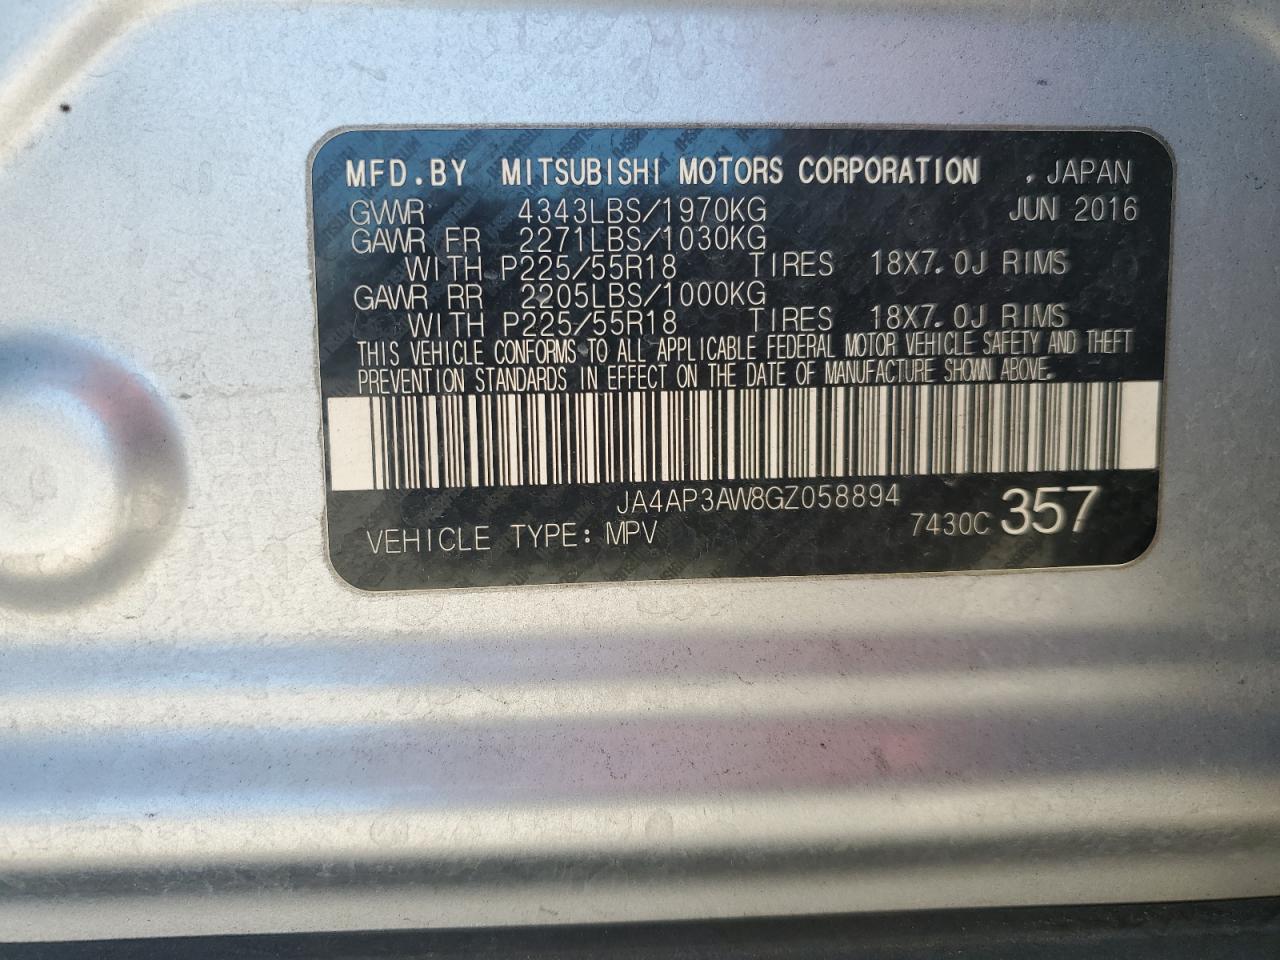 MFD.BY MITSUBISHI MOTORS CORPORATION , JAPAN
GVWR 4343LBS/1970KG JUN 2016
GAWR FR 2271LBS/1030KG
WITH P225/55R18 TIRES 18X7.0J RIMS
GAWR RR 2205LBS/1000KG
WITH P225/55R18 TIRES 18X7.0J RIMS
THIS VEHICLE CONFORMS TO ALL APPLICABLE FEDERAL MOTOR VEHICLE SAFETY AND THEFT
PREVENTION STANDARDS IN EFFECT ON THE DATE OF MANUFACTURE SHOWN ABOVE.
JA4AP3AW8GZ058894
VEHICLE TYPE: MPV 7430C 357